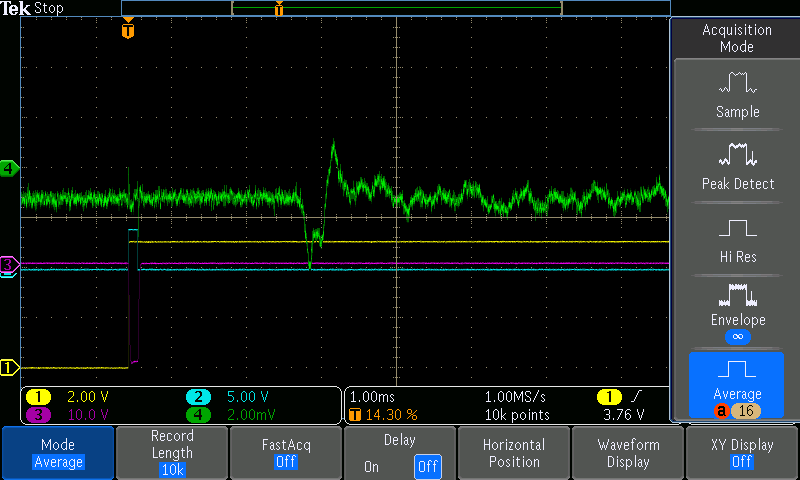 Tek Stop
T
T
4
3
1
1 2.00 V 2 5.00 V
3 10.0 V 4 2.00mV
1.00ms 1.00MS/s 1
T 14.30 % 10k points 3.76 V
Acquisition
Mode
Sample
Peak Detect
Hi Res
Envelope
∞
Average
a 16
Mode
Average
Record
Length
10k
FastAcq
Off
Delay
On Off
Horizontal
Position
Waveform
Display
XY Display
Off